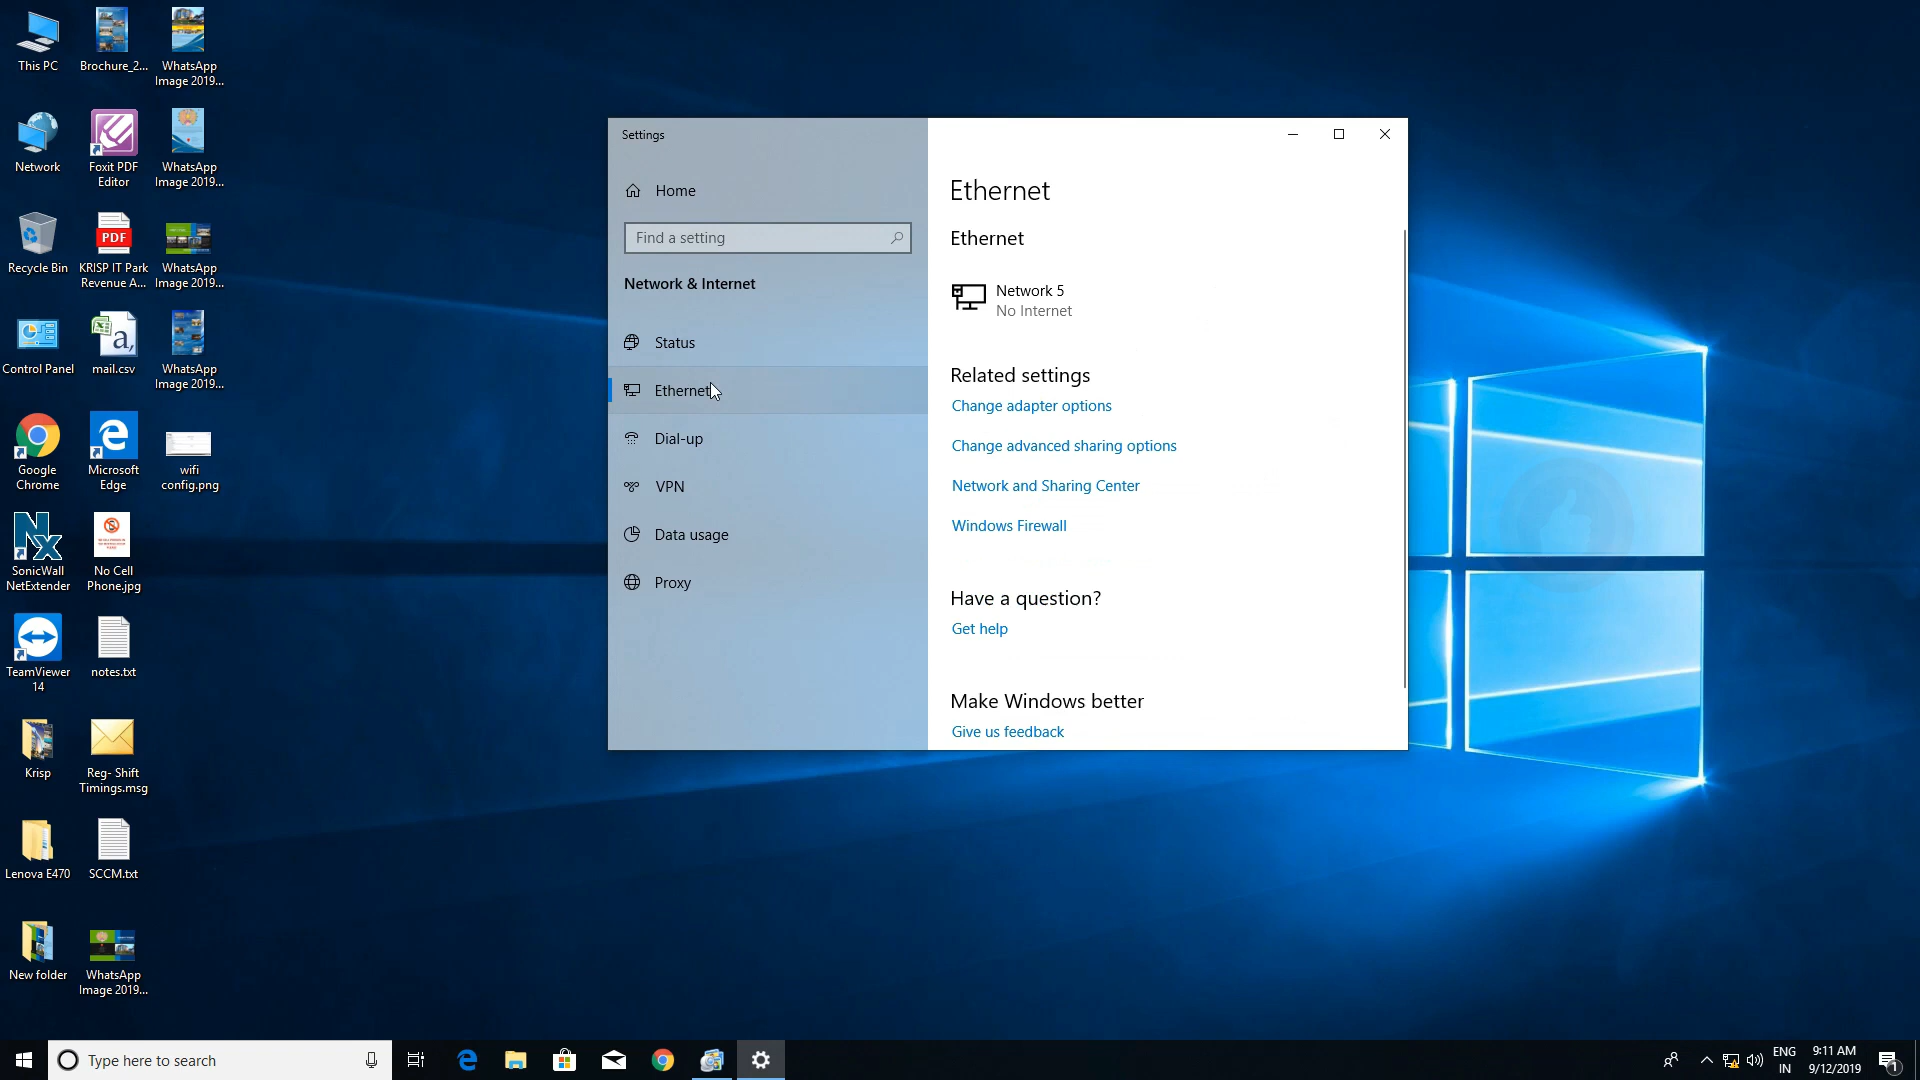 This PC
Brochure_2...
WhatsApp
Image 2019...
Network
Foxit PDF
Editor
WhatsApp
Image 2019...
Recycle Bin
PDF
KRISP IT Park
Revenue A...
WhatsApp
Image 2019...
Control Panel
mail.csv
WhatsApp
Image 2019...
Google
Chrome
Microsoft
Edge
wifi
config.png
SonicWall
NetExtender
No Cell
Phone.jpg
TeamViewer
14
notes.txt
Krisp
Reg- Shift
Timings.msg
Lenova E470
SCCM.txt
New folder
WhatsApp
Image 2019...
Settings
Home
Find a setting
Network & Internet
Status
Ethernet
Dial-up
VPN
Data usage
Proxy
Ethernet
Ethernet
Network 5
No Internet
Related settings
Change adapter options
Change advanced sharing options
Network and Sharing Center
Windows Firewall
Have a question?
Get help
Make Windows better
Give us feedback
Type here to search
ENG
IN
9:11 AM
9/12/2019
1